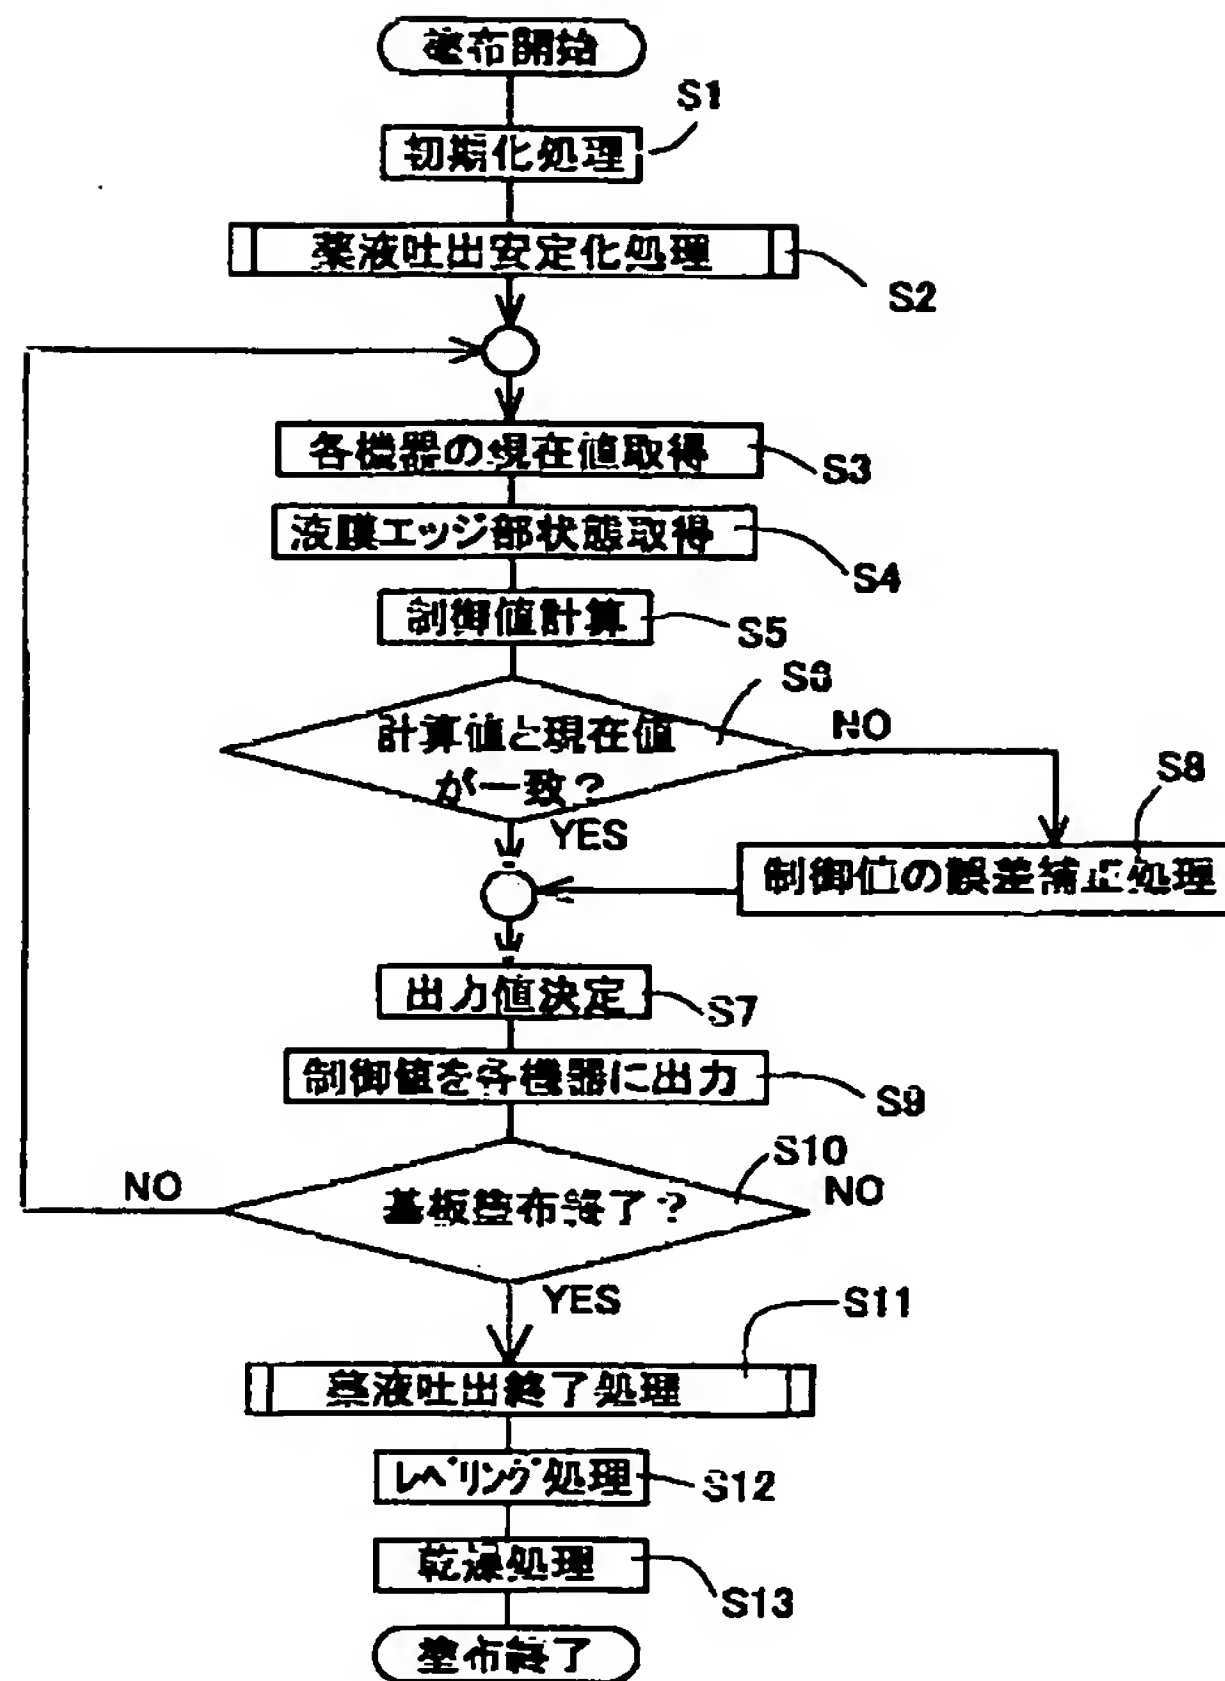 塗布開始
S1
初期化処理
薬液吐出安定化処理
S2
各機器の現在値取得
S3
液膜エッジ部状態取得
S4
制御値計算
S5
S6
計算値と現在値
が一致?
NO
YES
S8
制御値の誤差補正処理
出力値決定
S7
制御値を各機器に出力
S9
S10
NO
基板塗布終了?
NO
YES
S11
薬液吐出終了処理
レベリング処理
S12
乾燥処理
S13
塗布終了